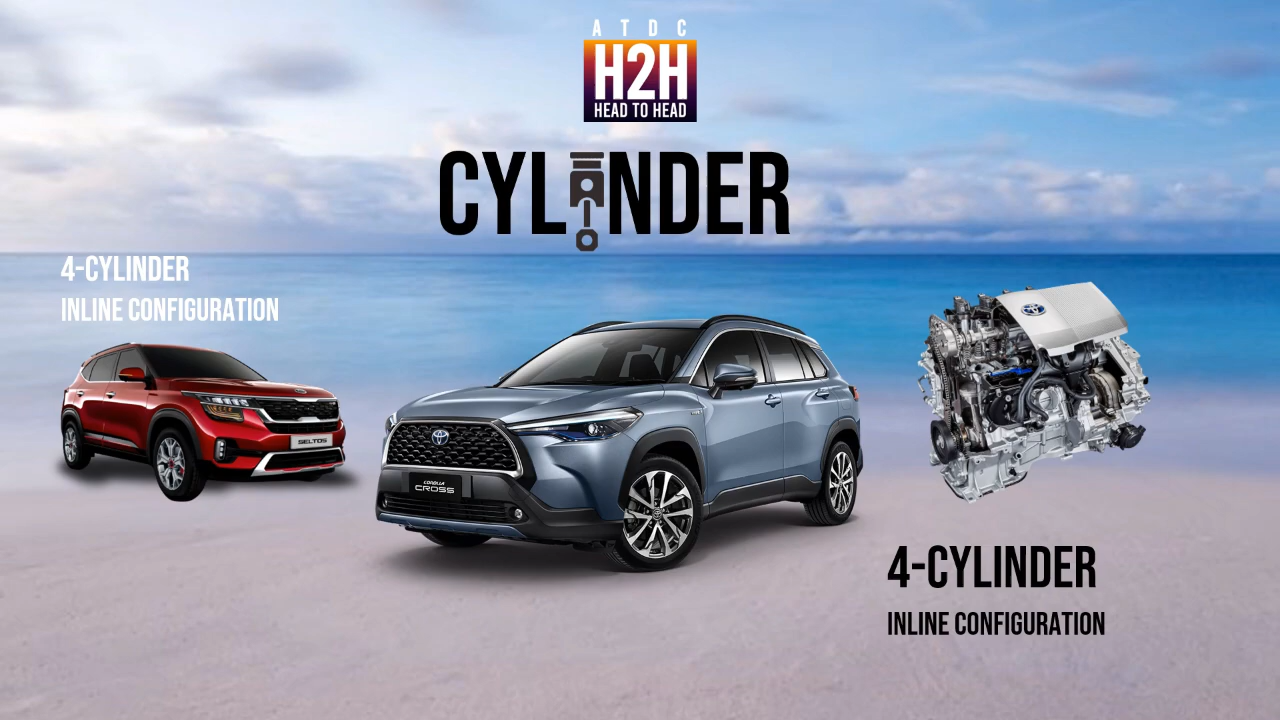 ATDC
H2H
HEAD TO HEAD
CYLINDER
4-CYLINDER
INLINE CONFIGURATION
SELTOS
COROLLA
CROSS
4-CYLINDER
INLINE CONFIGURATION